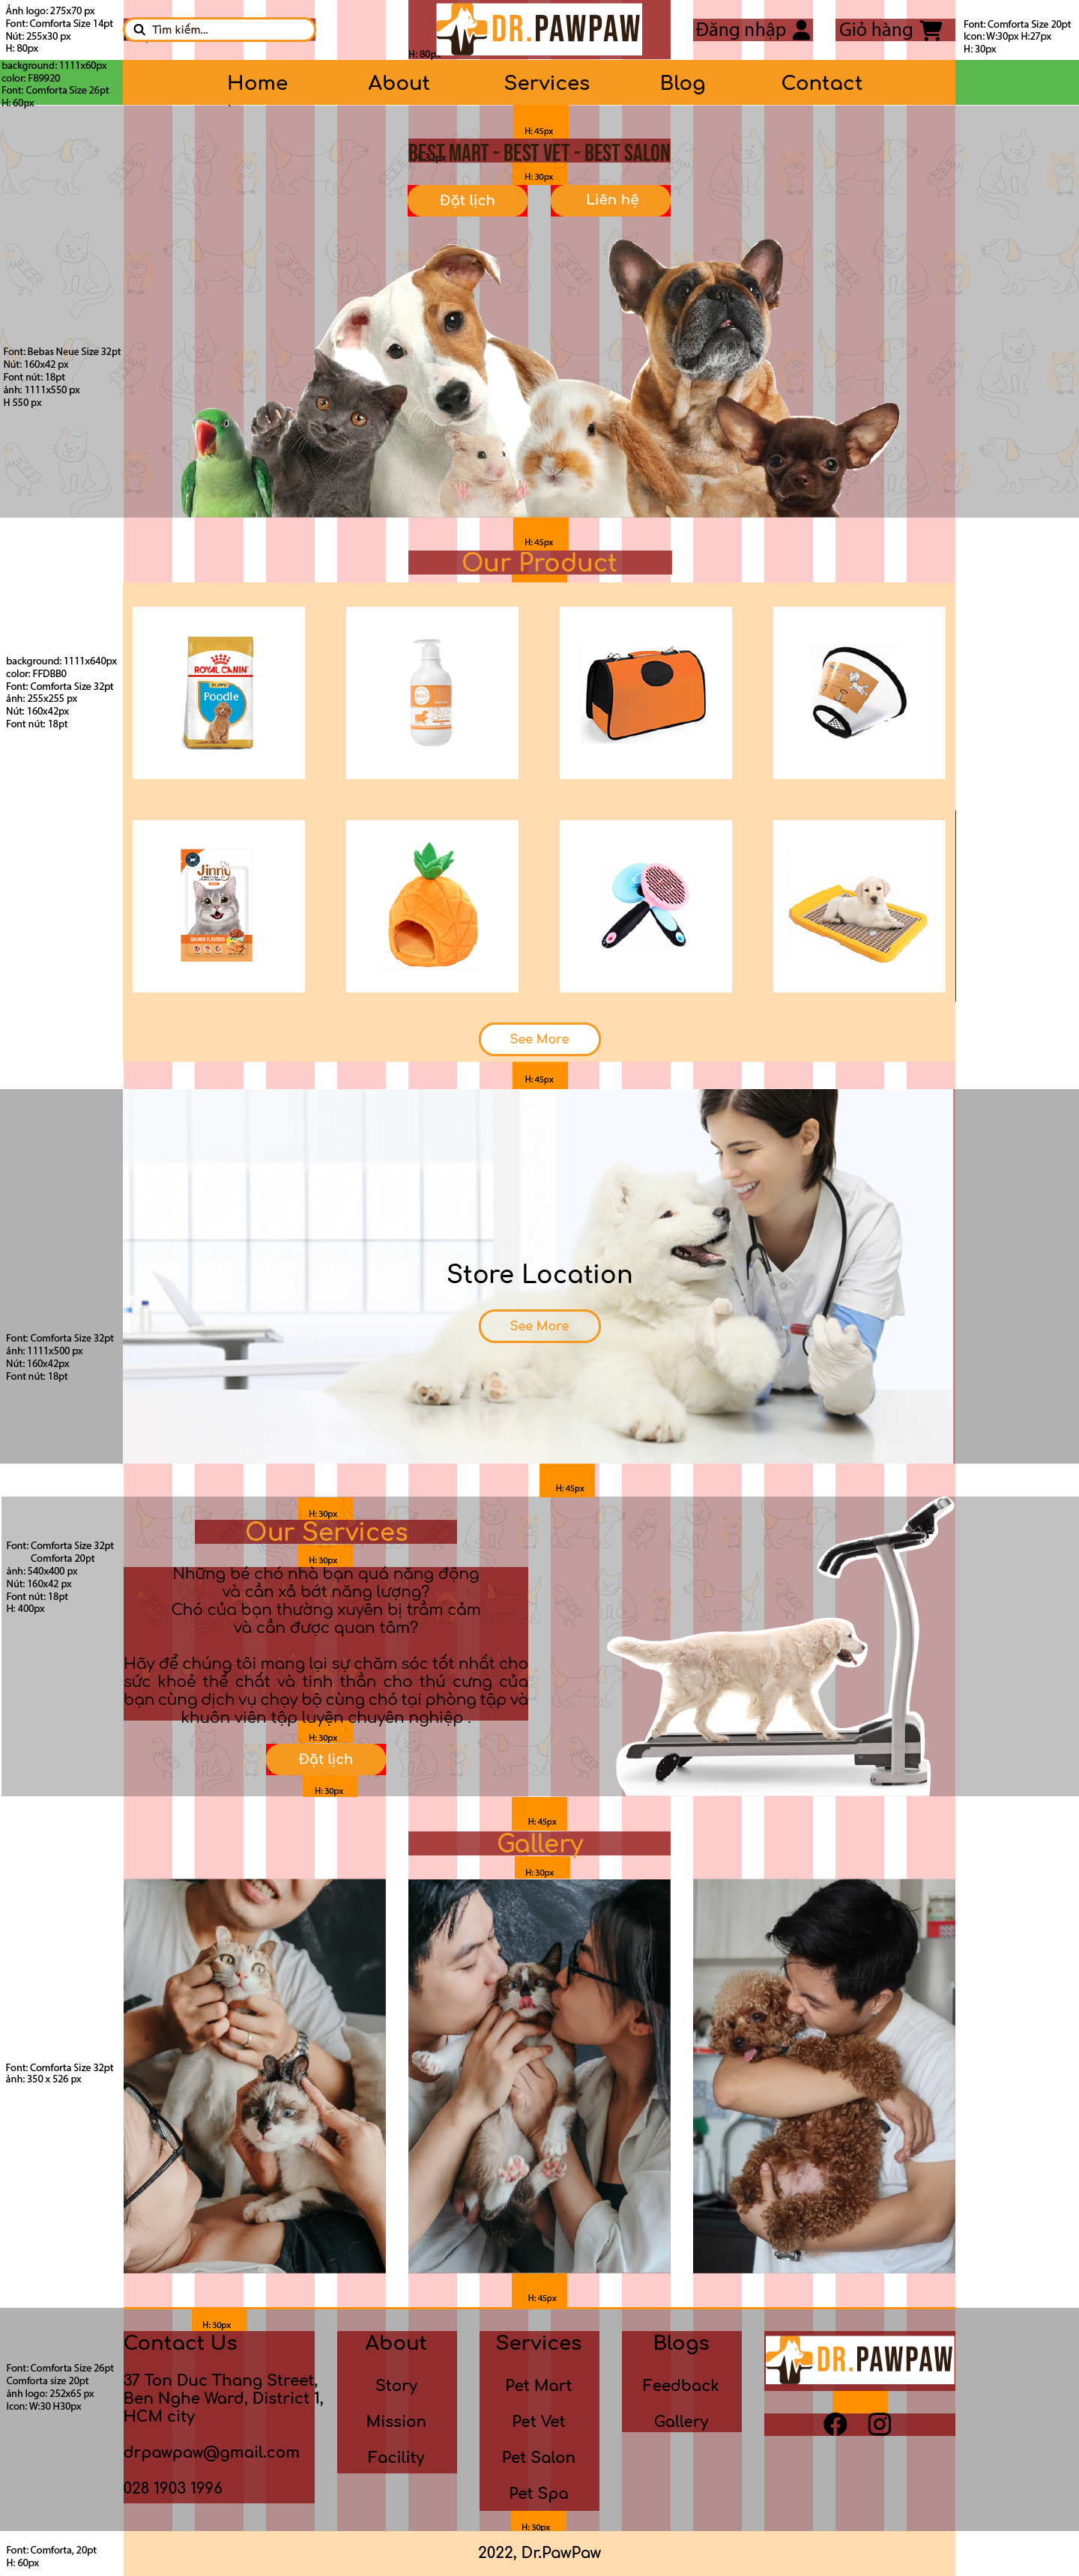 Ảnh logo: 275x70 px
Font: Comforta Size 14pt
Nút: 255x30 px
H: 80px
Tìm kiếm...
DR.PAWPAW
H: 80px
Đăng nhập
Giỏ hàng
Font: Comforta Size 20pt
Icon: W:30px H:27px
H: 30px
background: 1111x60px
color: F89920
Font: Comforta Size 26pt
H: 60px
Home
About
Services
Blog
Contact
H: 45px
BEST MART - BEST VET - BEST SALON
H: 30px
Đặt lịch
Liên hệ
Font: Bebas Neue Size 32pt
Nút: 160x42 px
Font nút: 18pt
ảnh: 1111x550 px
H 550 px
H: 45px
Our Product
background: 1111x640px
color: FFDBB0
Font: Comforta Size 32pt
ảnh: 255x255 px
Nút: 160x42px
Font nút: 18pt
ROYAL CANIN
PUPPY
Poodle
Jinny
SALMON FLAVORED
See More
H: 45px
Store Location
See More
Font: Comforta Size 32pt
ảnh: 1111x500 px
Nút: 160x42px
Font nút: 18pt
H: 45px
H: 30px
Our Services
H: 30px
Font: Comforta Size 32pt
Comforta 20pt
ảnh: 540x400 px
Nút: 160x42 px
Font nút: 18pt
H: 400px
Những bé chó nhà bạn quá năng động
và cần xả bớt năng lượng?
Chó của bạn thường xuyên bị trầm cảm
và cần được quan tâm?
Hãy để chúng tôi mang lại sự chăm sóc tốt nhất cho
sức khoẻ thể chất và tinh thần cho thú cưng của
bạn cùng dịch vụ chạy bộ cùng chó tại phòng tập và
khuôn viên tập luyện chuyên nghiệp .
H: 30px
Đặt lịch
H: 30px
H: 45px
Gallery
H: 30px
Font: Comforta Size 32pt
ảnh: 350 x 526 px
H: 45px
H: 30px
Font: Comforta Size 26pt
Comforta size 20pt
ảnh logo: 252x65 px
Icon: W:30 H30px
Contact Us
37 Ton Duc Thang Street,
Ben Nghe Ward, District 1,
HCM city
drpawpaw@gmail.com
028 1903 1996
About
Story
Mission
Facility
Services
Pet Mart
Pet Vet
Pet Salon
Pet Spa
Blogs
Feedback
Gallery
DR.PAWPAW
H: 30px
Font: Comforta, 20pt
H: 60px
2022, Dr.PawPaw